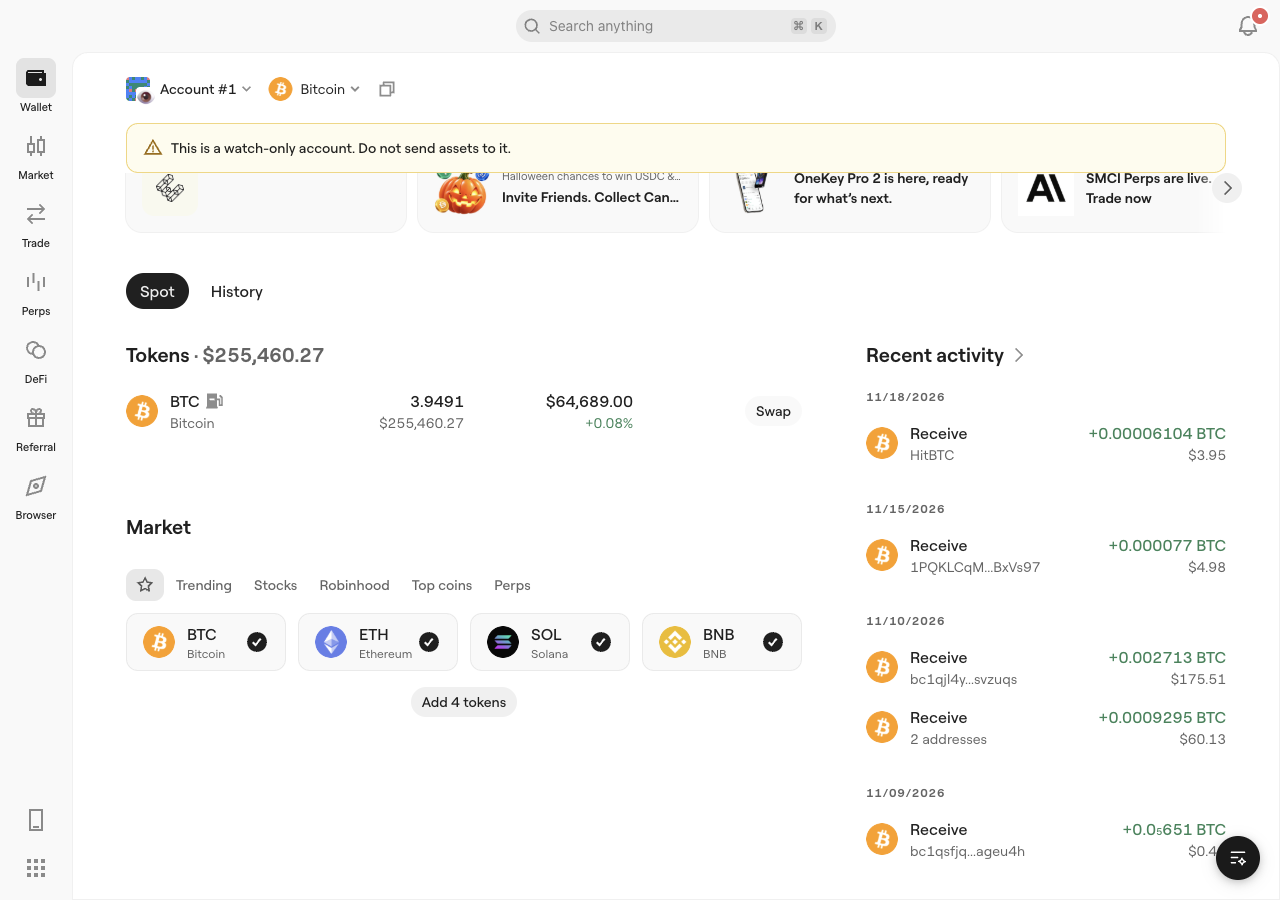 Search anything
⌘ K
Wallet
Market
Trade
Perps
DeFi
Referral
Browser
Account #1
Bitcoin
This is a watch-only account. Do not send assets to it.
Halloween chances to win USDC &...
Invite Friends. Collect Can...
OneKey Pro 2 is here, ready
for what's next.
SMCI Perps are live.
Trade now
Spot
History
Tokens · $255,460.27
BTC
Bitcoin
3.9491
$255,460.27
$64,689.00
+0.08%
Swap
Market
Trending
Stocks
Robinhood
Top coins
Perps
BTC
Bitcoin
ETH
Ethereum
SOL
Solana
BNB
BNB
Add 4 tokens
Recent activity
11/18/2026
Receive
+0.00006104 BTC
HitBTC
$3.95
11/15/2026
Receive
+0.000077 BTC
1PQKLCqM...BxVs97
$4.98
11/10/2026
Receive
+0.002713 BTC
bc1qjl4y...svzuqs
$175.51
Receive
+0.0009295 BTC
2 addresses
$60.13
11/09/2026
Receive
+0.0₅651 BTC
bc1qsfjq...ageu4h